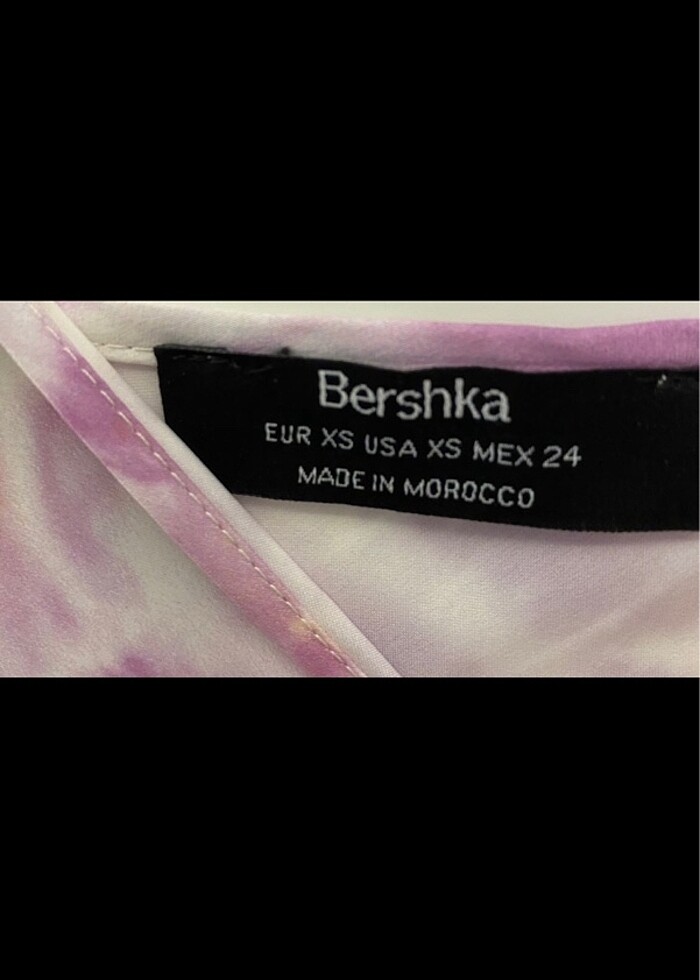 Bershka
EUR XS USA XS MEX 24
MADE IN MOROCCO